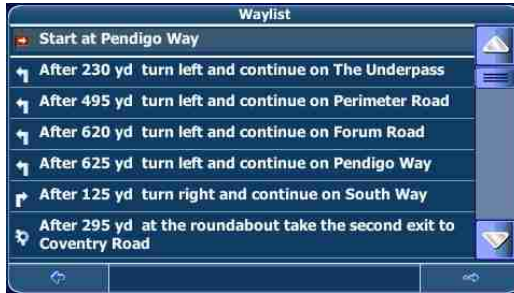 Waylist
Start at Pendigo Way
After 230 yd turn left and continue on The Underpass
After 495 yd turn left and continue on Perimeter Road
After 620 yd turn left and continue on Forum Road
After 625 yd turn left and continue on Pendigo Way
After 125 yd turn right and continue on South Way
After 295 yd at the roundabout take the second exit to
Coventry Road